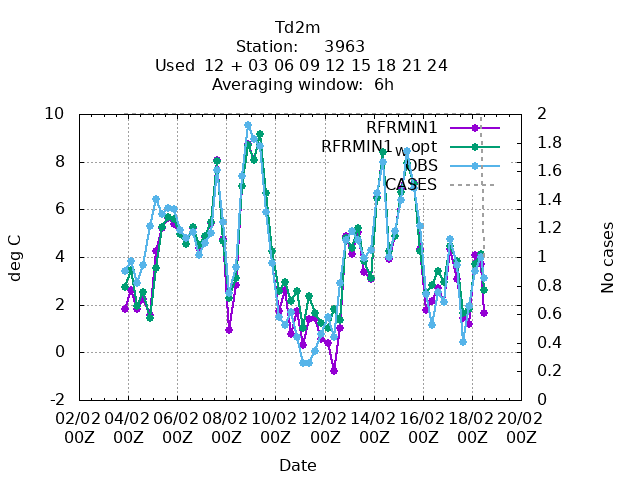 Td2m
Station: 3963
Used 12 + 03 06 09 12 15 18 21 24
Averaging window: 6h
10
8
6
4
2
0
-2
deg C
2
1.8
1.6
1.4
1.2
1
0.8
0.6
0.4
0.2
0
No cases
RFRMIN1
RFRMIN1_w_opt
OBS
CASES
02/02 04/02 06/02 08/02 10/02 12/02 14/02 16/02 18/02 20/02
00Z 00Z 00Z 00Z 00Z 00Z 00Z 00Z 00Z 00Z
Date